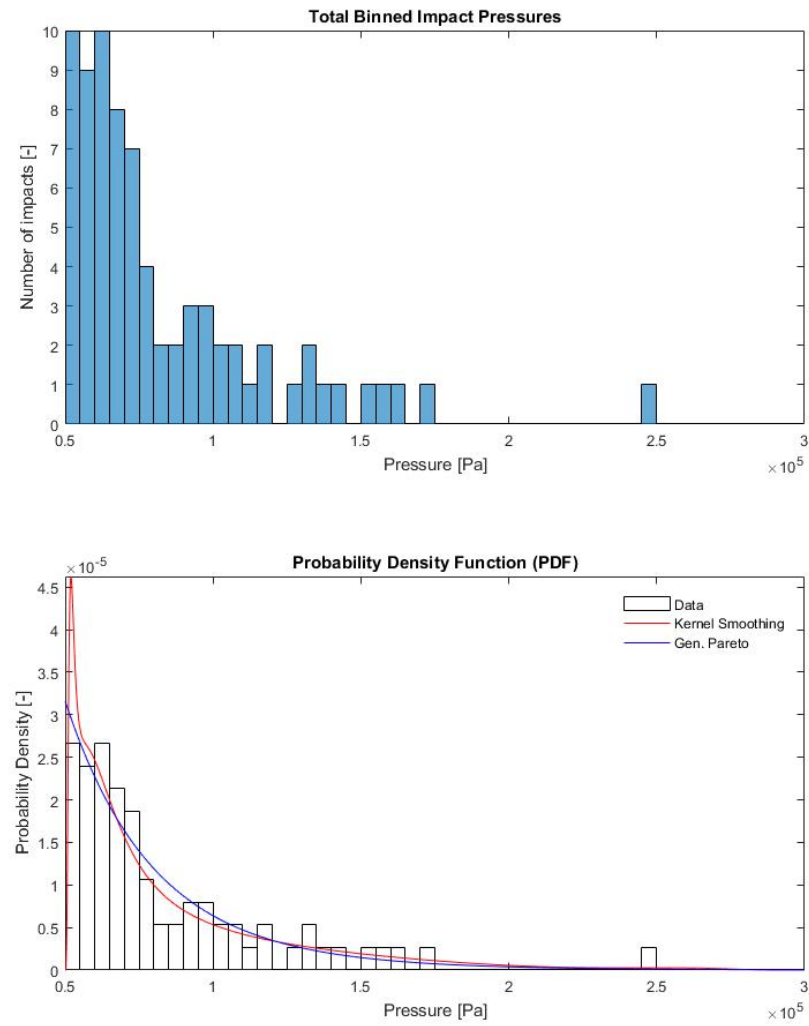 Total Binned Impact Pressures
10
9
8
7
6
5
4
3
2
1
0
Number of impacts [-]
0.5 1 1.5 2 2.5 3
Pressure [Pa]
×10^5
Probability Density Function (PDF)
×10^-5
4.5
4
3.5
3
2.5
2
1.5
1
0.5
0
Probability Density [-]
Data
Kernel Smoothing
Gen. Pareto
0.5 1 1.5 2 2.5 3
Pressure [Pa]
×10^5